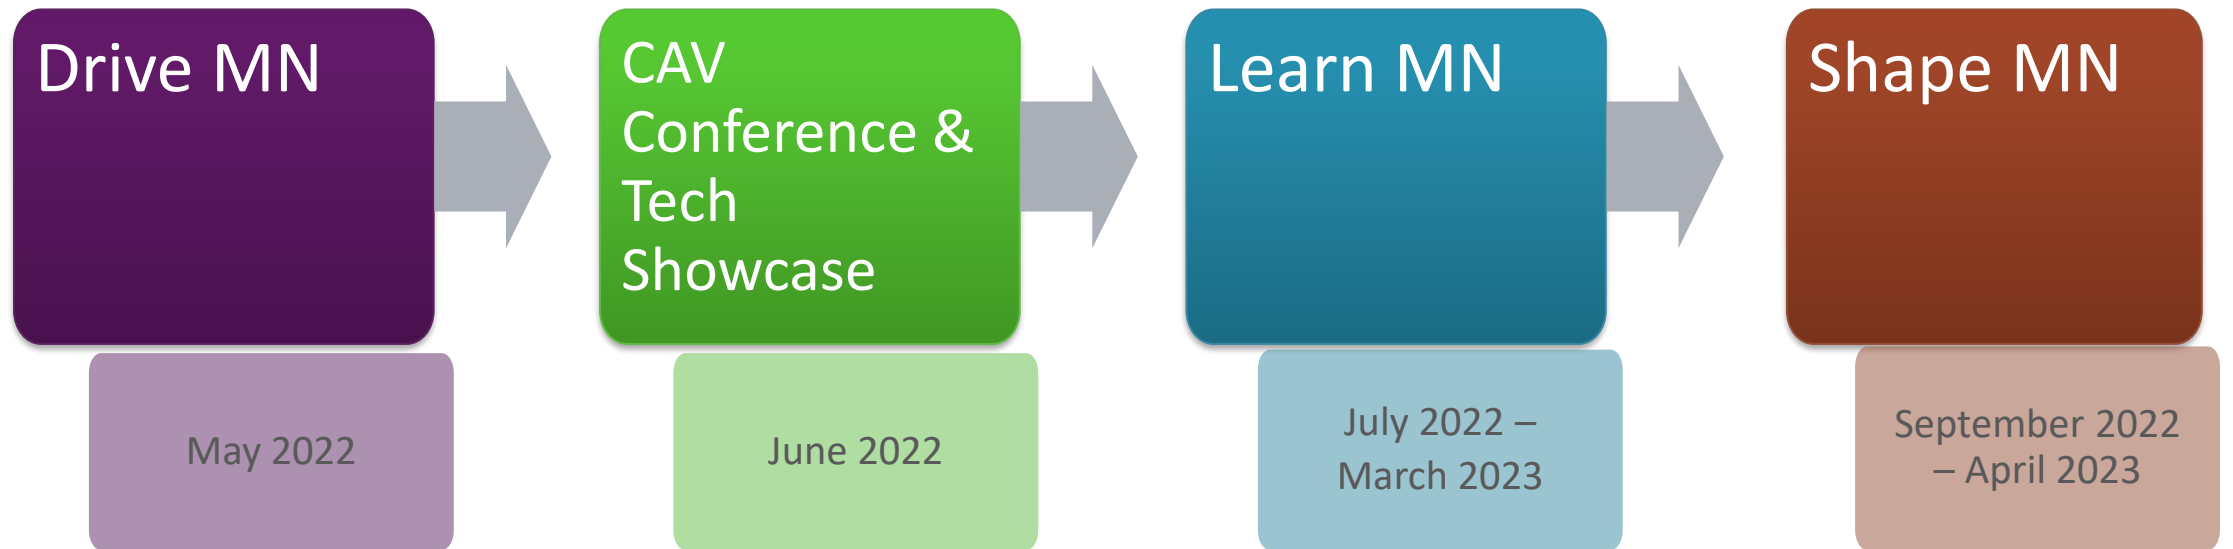 Drive MN
May 2022
CAV
Conference &
Tech
Showcase
June 2022
Learn MN
July 2022 –
March 2023
Shape MN
September 2022
– April 2023